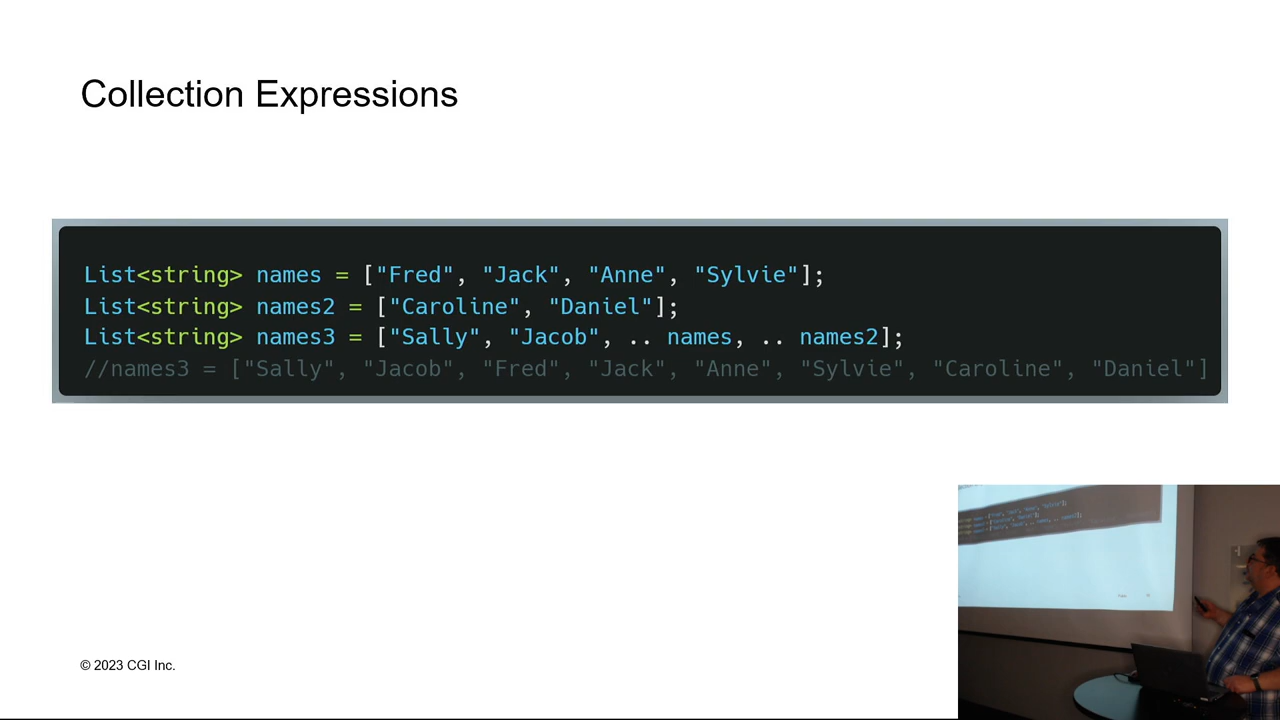 Collection Expressions
List<string> names = ["Fred", "Jack", "Anne", "Sylvie"];
List<string> names2 = ["Caroline", "Daniel"];
List<string> names3 = ["Sally", "Jacob", .. names, .. names2];
//names3 = ["Sally", "Jacob", "Fred", "Jack", "Anne", "Sylvie", "Caroline", "Daniel"]
© 2023 CGI Inc.